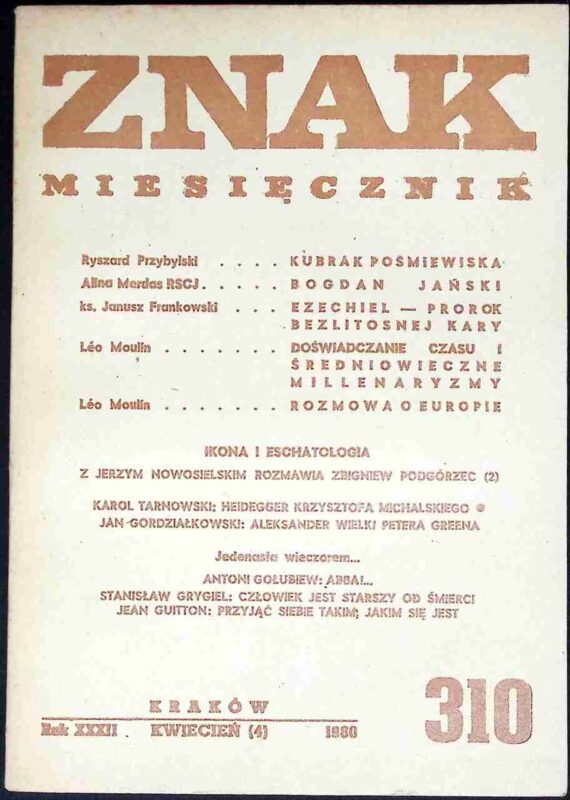 ZNAK
MIESIĘCZNIK
Ryszard Przybylski . . . . KUBRAK POŚMIEWISKA
Alina Merdas RSCJ. . . . . BOGDAN JAŃSKI
ks. Janusz Frankowski . . . EZECHIEL — PROROK
BEZLITOSNEJ KARY
Léo Moulin . . . . . . . DOŚWIADCZANIE CZASU I
ŚREDNIOWIECZNE
MILLENARYZMY
Léo Moulin . . . . . . . ROZMOWA O EUROPIE
IKONA I ESCHATOLOGIA
Z JERZYM NOWOSIELSKIM ROZMAWIA ZBIGNIEW PODGÓRZEC (2)
KAROL TARNOWSKI: HEIDEGGER KRZYSZTOFA MICHALSKIEGO ●
JAN GORDZIAŁKOWSKI: ALEKSANDER WIELKI PETERA GREENA
Jedenasta wieczorem...
ANTONI GOŁUBIEW: ABBA!...
STANISŁAW GRYGIEL: CZŁOWIEK JEST STARSZY OD ŚMIERCI
JEAN GUITTON: PRZYJĄĆ SIEBIE TAKIM, JAKIM SIĘ JEST
KRAKÓW
Rok XXXII . KWIECIEŃ (4) 1980
310